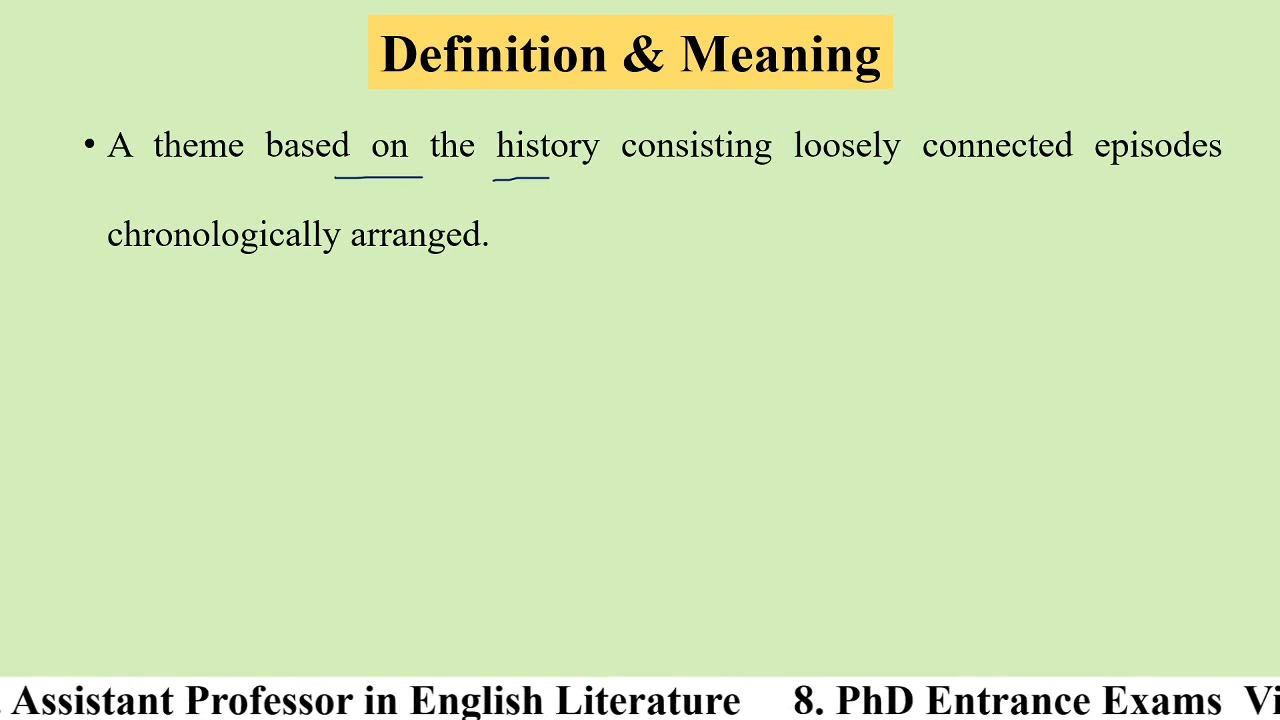 Definition & Meaning
• A theme based on the history consisting loosely connected episodes
chronologically arranged.
. Assistant Professor in English Literature 8. PhD Entrance Exams